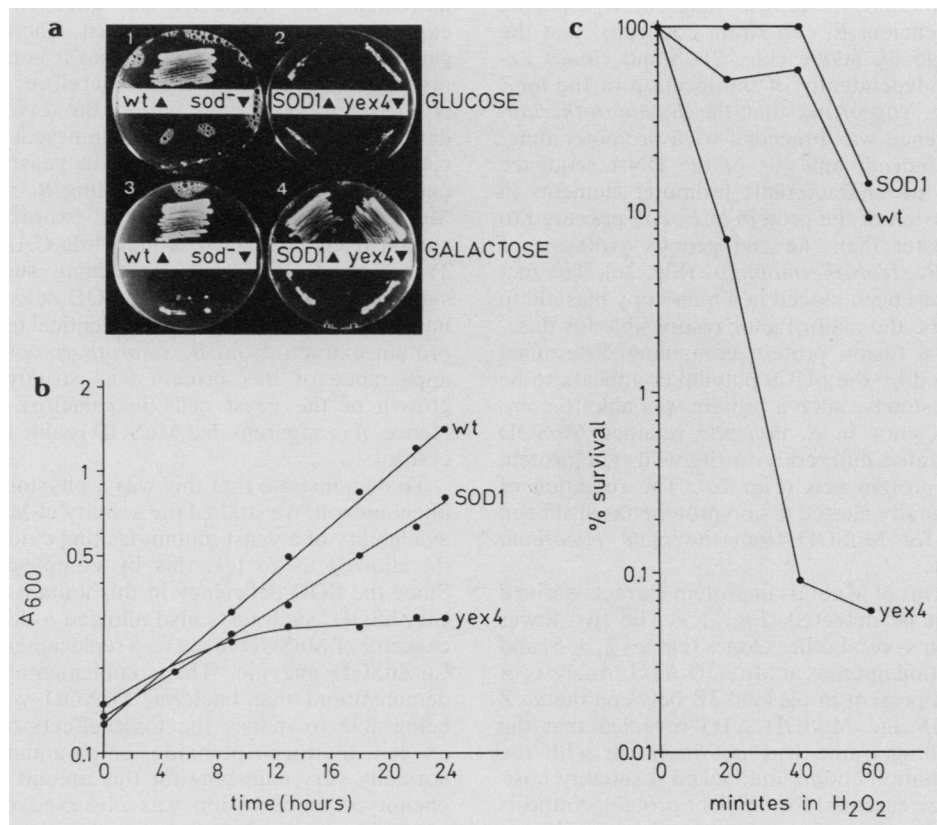 a
1
2
wt ▲ sod⁻ ▼
SOD1 ▲ yex4 ▼
GLUCOSE
3
4
wt ▲ sod⁻ ▼
SOD1 ▲ yex4 ▼
GALACTOSE
b
2
1
0.5
0.1
A600
wt
SOD1
yex4
0 4 8 12 16 20 24
time (hours)
c
100
10
1
0.1
0.01
% survival
SOD1
wt
yex4
0 20 40 60
minutes in H₂O₂